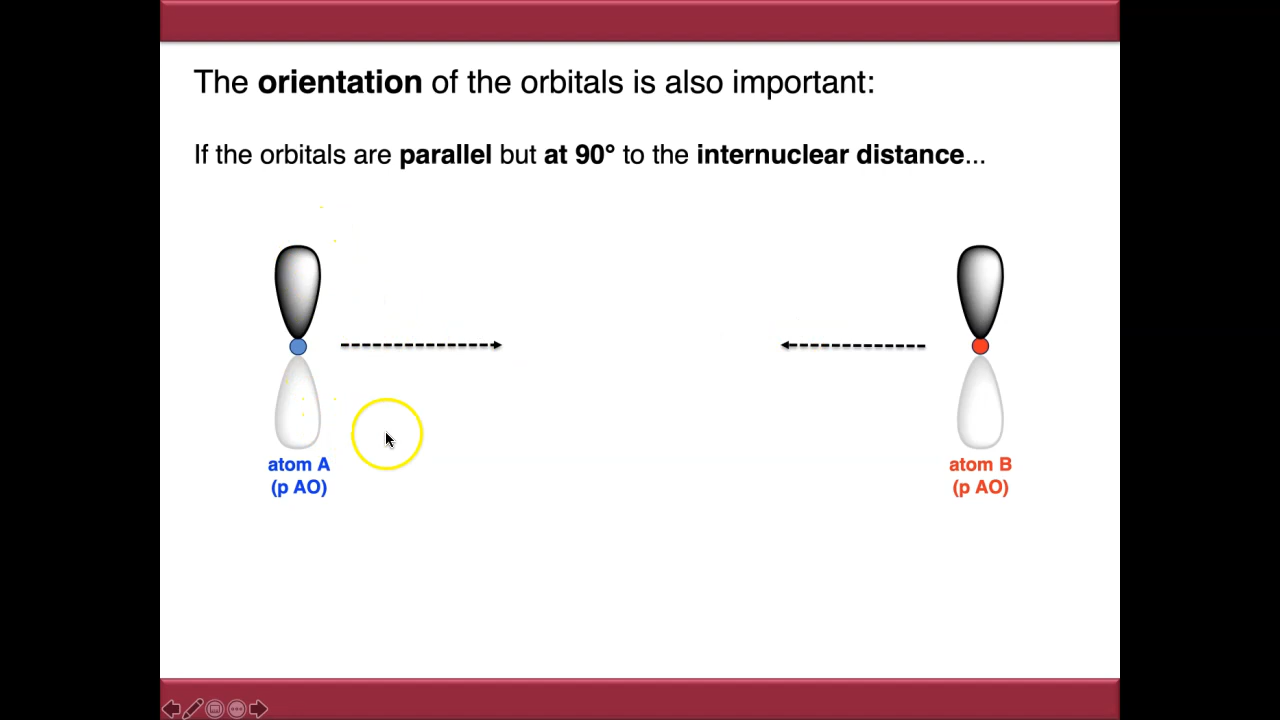 The orientation of the orbitals is also important:
If the orbitals are parallel but at 90° to the internuclear distance...
atom A
(p AO)
atom B
(p AO)